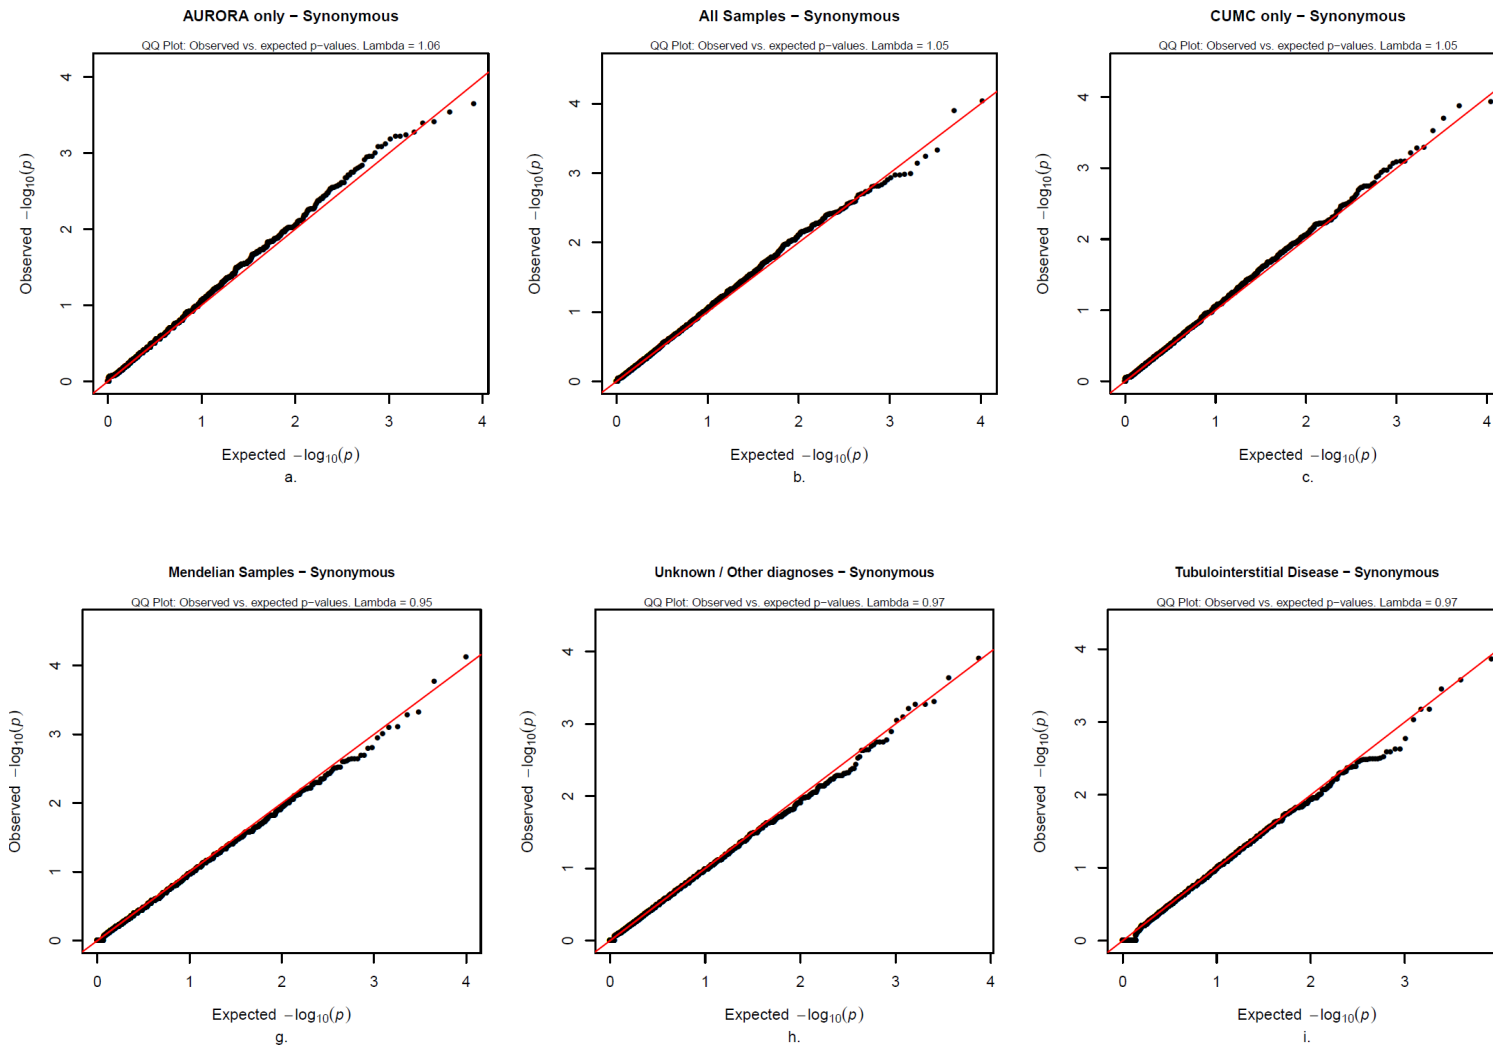 AURORA only − Synonymous
QQ Plot: Observed vs. expected p−values. Lambda = 1.06
Observed −log10(p)
4
3
2
1
0
0 1 2 3 4
Expected −log10(p)
a.
All Samples − Synonymous
QQ Plot: Observed vs. expected p−values. Lambda = 1.05
Observed −log10(p)
4
3
2
1
0
0 1 2 3 4
Expected −log10(p)
b.
CUMC only − Synonymous
QQ Plot: Observed vs. expected p−values. Lambda = 1.05
Observed −log10(p)
4
3
2
1
0
0 1 2 3 4
Expected −log10(p)
c.
Mendelian Samples − Synonymous
QQ Plot: Observed vs. expected p−values. Lambda = 0.95
Observed −log10(p)
4
3
2
1
0
0 1 2 3 4
Expected −log10(p)
g.
Unknown / Other diagnoses − Synonymous
QQ Plot: Observed vs. expected p−values. Lambda = 0.97
Observed −log10(p)
4
3
2
1
0
0 1 2 3 4
Expected −log10(p)
h.
Tubulointerstitial Disease − Synonymous
QQ Plot: Observed vs. expected p−values. Lambda = 0.97
Observed −log10(p)
4
3
2
1
0
0 1 2 3
Expected −log10(p)
i.